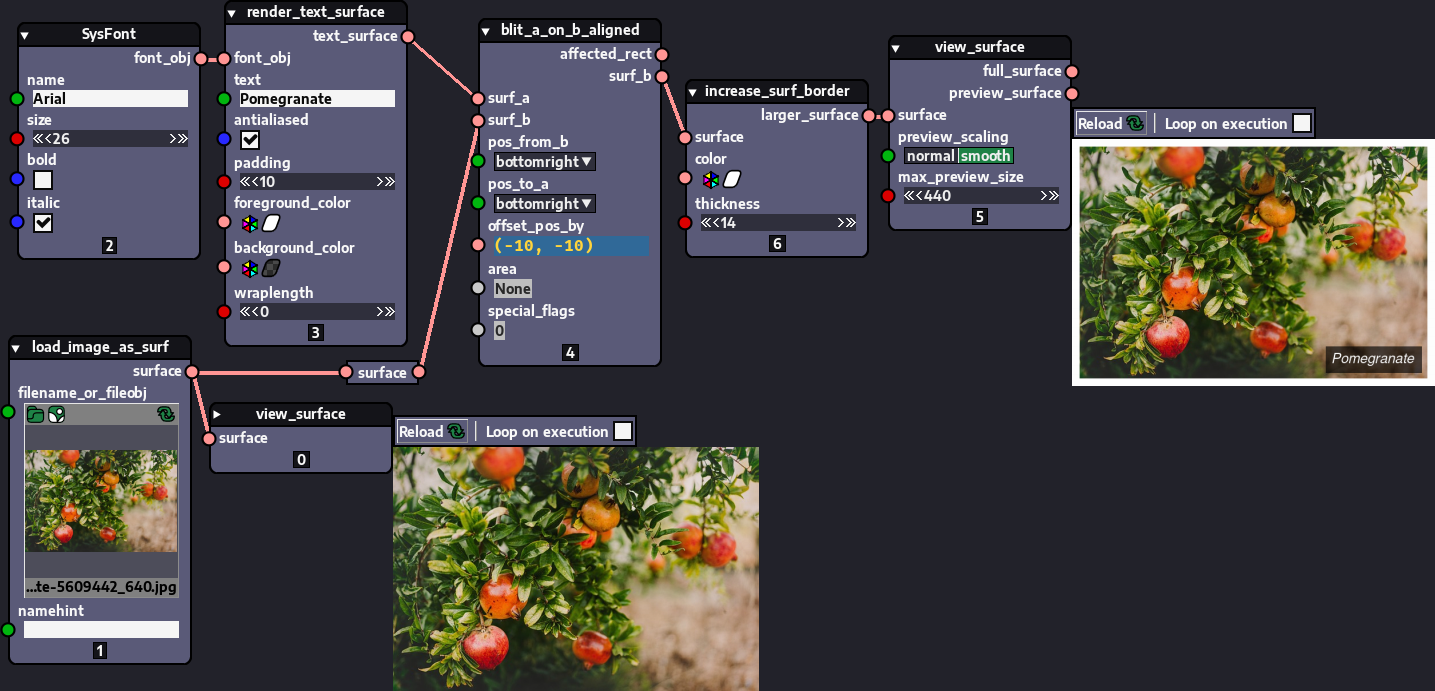 SysFont
font_obj
name
Arial
size
<<<26 >>>
bold
italic
2
render_text_surface
text_surface
font_obj
text
Pomegranate
antialiased
padding
<<<10 >>>
foreground_color
background_color
wraplength
<<<0 >>>
3
blit_a_on_b_aligned
affected_rect
surf_b
surf_a
surf_b
pos_from_b
bottomright▼
pos_to_a
bottomright▼
offset_pos_by
(-10, -10)
area
None
special_flags
0
4
increase_surf_border
larger_surface
surface
color
thickness
<<<14 >>>
6
view_surface
full_surface
preview_surface
surface
preview_scaling
normal smooth
max_preview_size
<<<440 >>>
5
Reload Loop on execution
Pomegranate
load_image_as_surf
surface
filename_or_fileobj
...te-5609442_640.jpg
namehint
1
surface
view_surface
surface
0
Reload Loop on execution